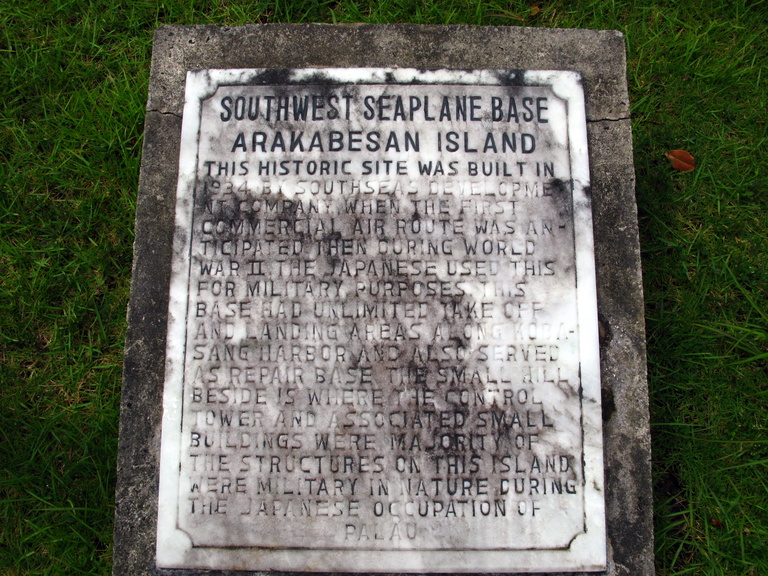 SOUTHWEST SEAPLANE BASE
ARAKABESAN ISLAND
THIS HISTORIC SITE WAS BUILT IN
1934 BY SOUTHSEAS DEVELOPME
NT COMPANY WHEN THE FIRST
COMMERCIAL AIR ROUTE WAS AN-
TICIPATED THEN DURING WORLD
WAR II THE JAPANESE USED THIS
FOR MILITARY PURPOSES THIS
BASE HAD UNLIMITED TAKE OFF
AND LANDING AREAS ALONG KORA-
SANG HARBOR AND ALSO SERVED
AS REPAIR BASE THE SMALL HILL
BESIDE IS WHERE THE CONTROL
TOWER AND ASSOCIATED SMALL
BUILDINGS WERE MAJORITY OF
THE STRUCTURES ON THIS ISLAND
WERE MILITARY IN NATURE DURING
THE JAPANESE OCCUPATION OF
PALAU